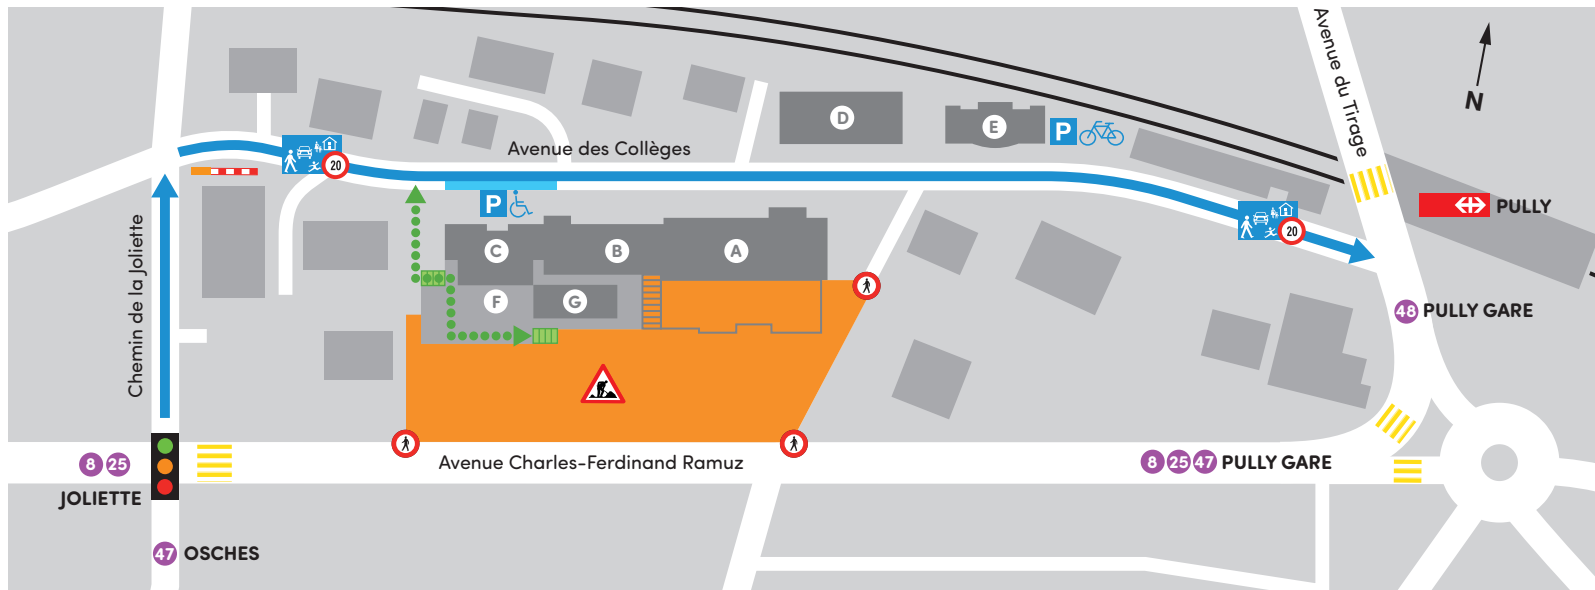 Avenue du Tirage
N
D
E
P
Avenue des Collèges
20
P
PULLY
20
Chemin de la Joliette
C
B
A
F
G
48 PULLY GARE
8 25
JOLIETTE
Avenue Charles-Ferdinand Ramuz
8 25 47 PULLY GARE
47 OSCHES